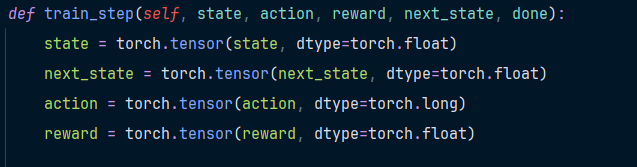 def train_step(self, state, action, reward, next_state, done):
    state = torch.tensor(state, dtype=torch.float)
    next_state = torch.tensor(next_state, dtype=torch.float)
    action = torch.tensor(action, dtype=torch.long)
    reward = torch.tensor(reward, dtype=torch.float)